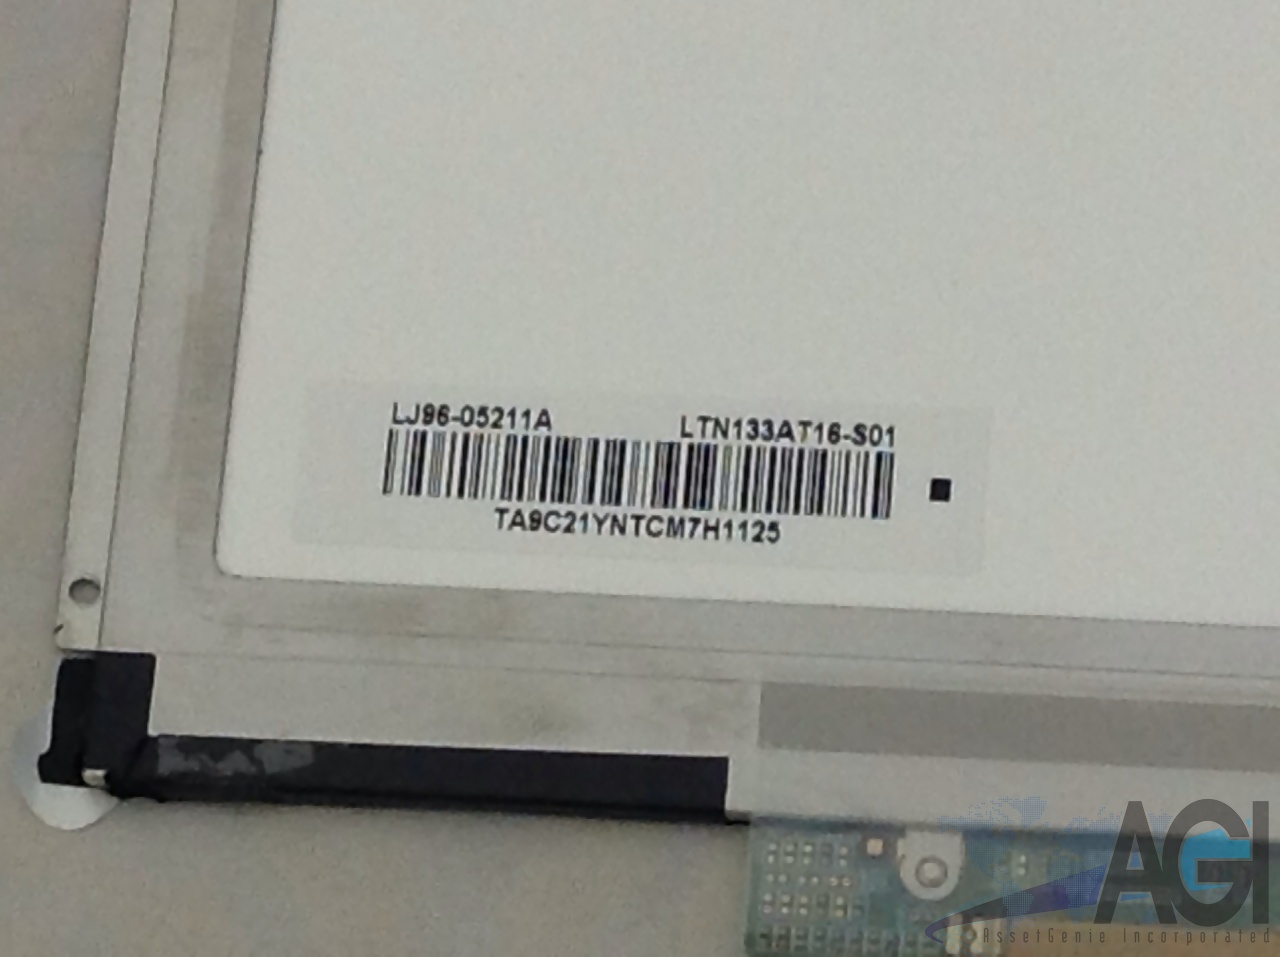 LJ96-05211A LTN133AT16-S01
TA9C21YNTCM7H1125
AGI
AssetGenie Incorporated